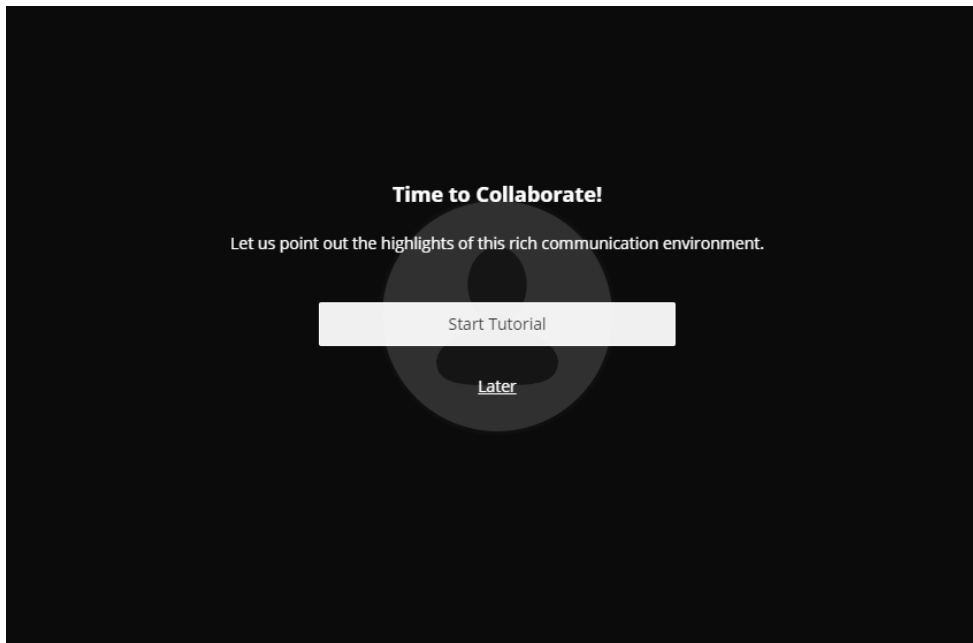 Time to Collaborate!
Let us point out the highlights of this rich communication environment.
Start Tutorial
Later